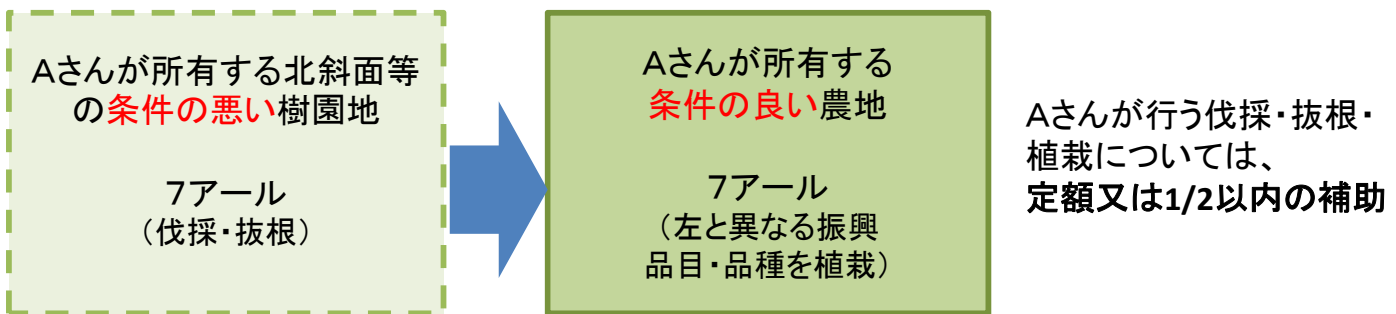 Aさんが所有する北斜面等
の条件の悪い樹園地
7アール
（伐採・抜根）
Aさんが所有する
条件の良い農地
7アール
（左と異なる振興
品目・品種を植栽）
Aさんが行う伐採・抜根・
植栽については、
定額又は1/2以内の補助